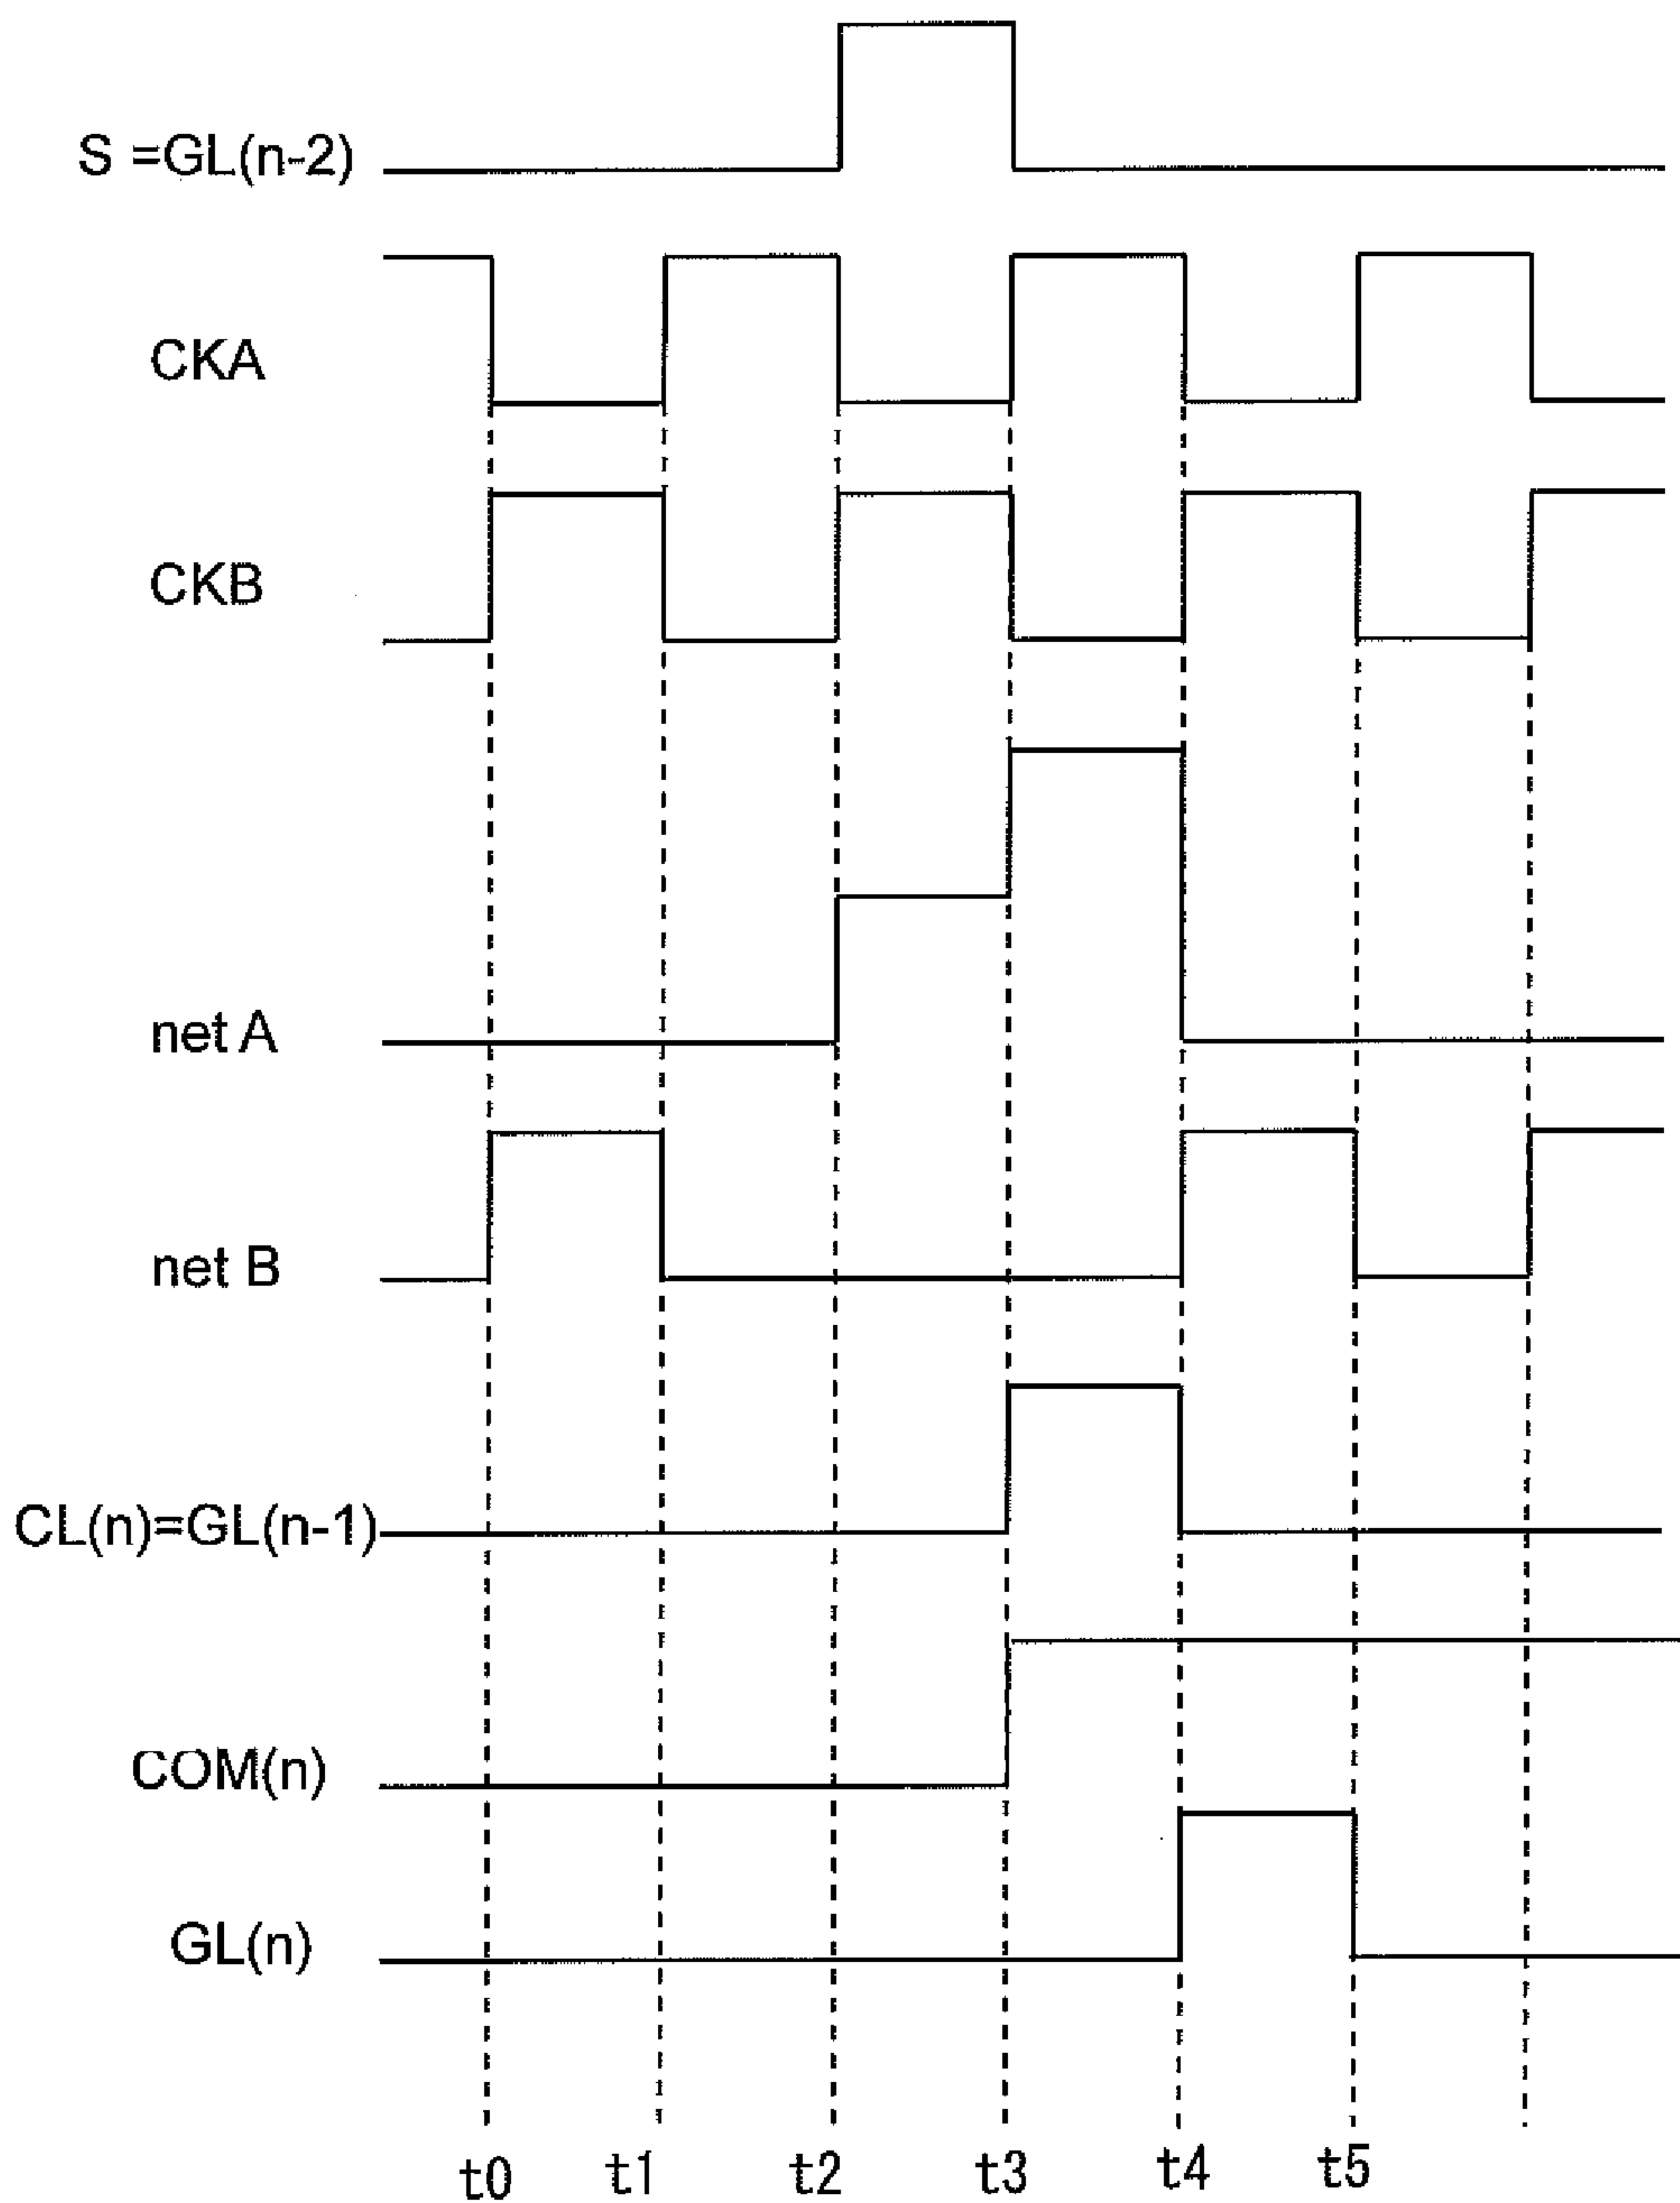 S =GL(n-2)
CKA
CKB
net A
net B
CL(n)=GL(n-1)
COM(n)
GL(n)
t0 t1 t2 t3 t4 t5